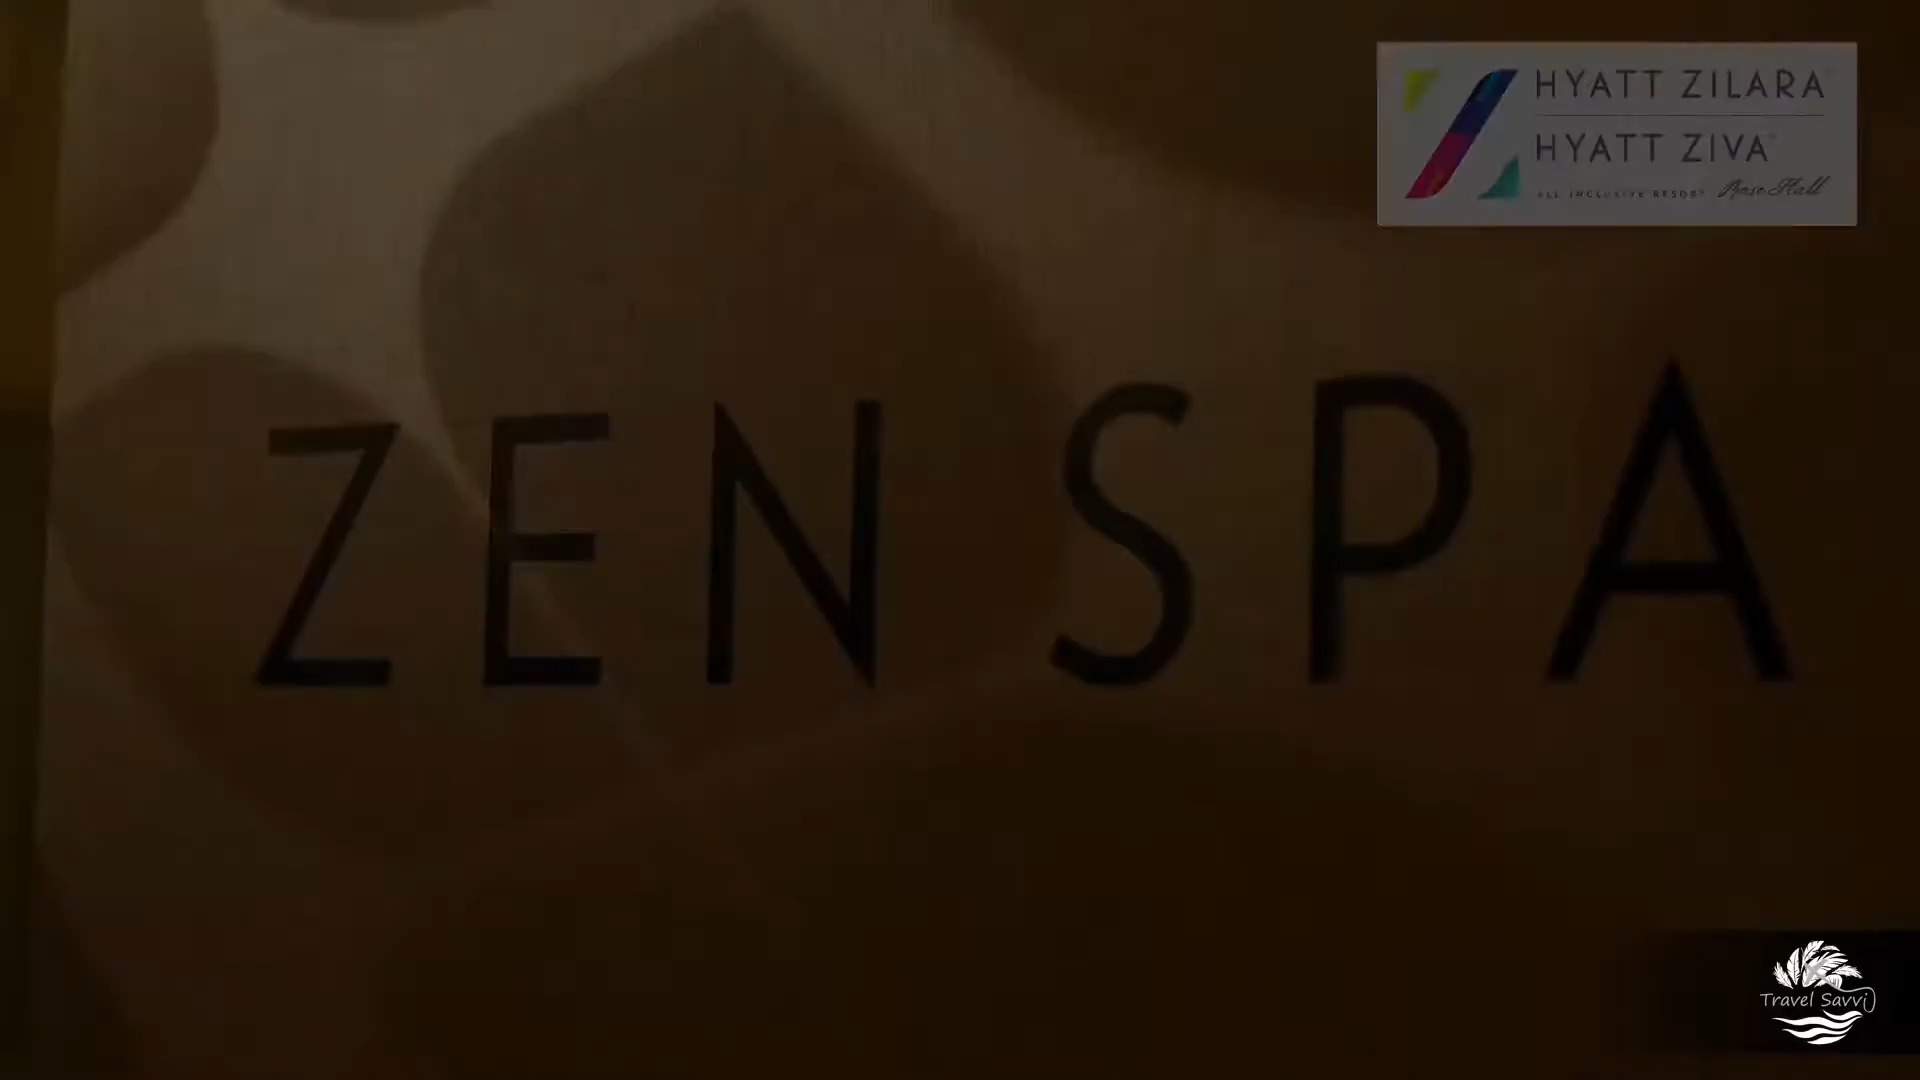 HYATT ZILARA
HYATT ZIVA
ALL INCLUSIVE RESORT Rose Hall
ZEN SPA
Travel Savvi